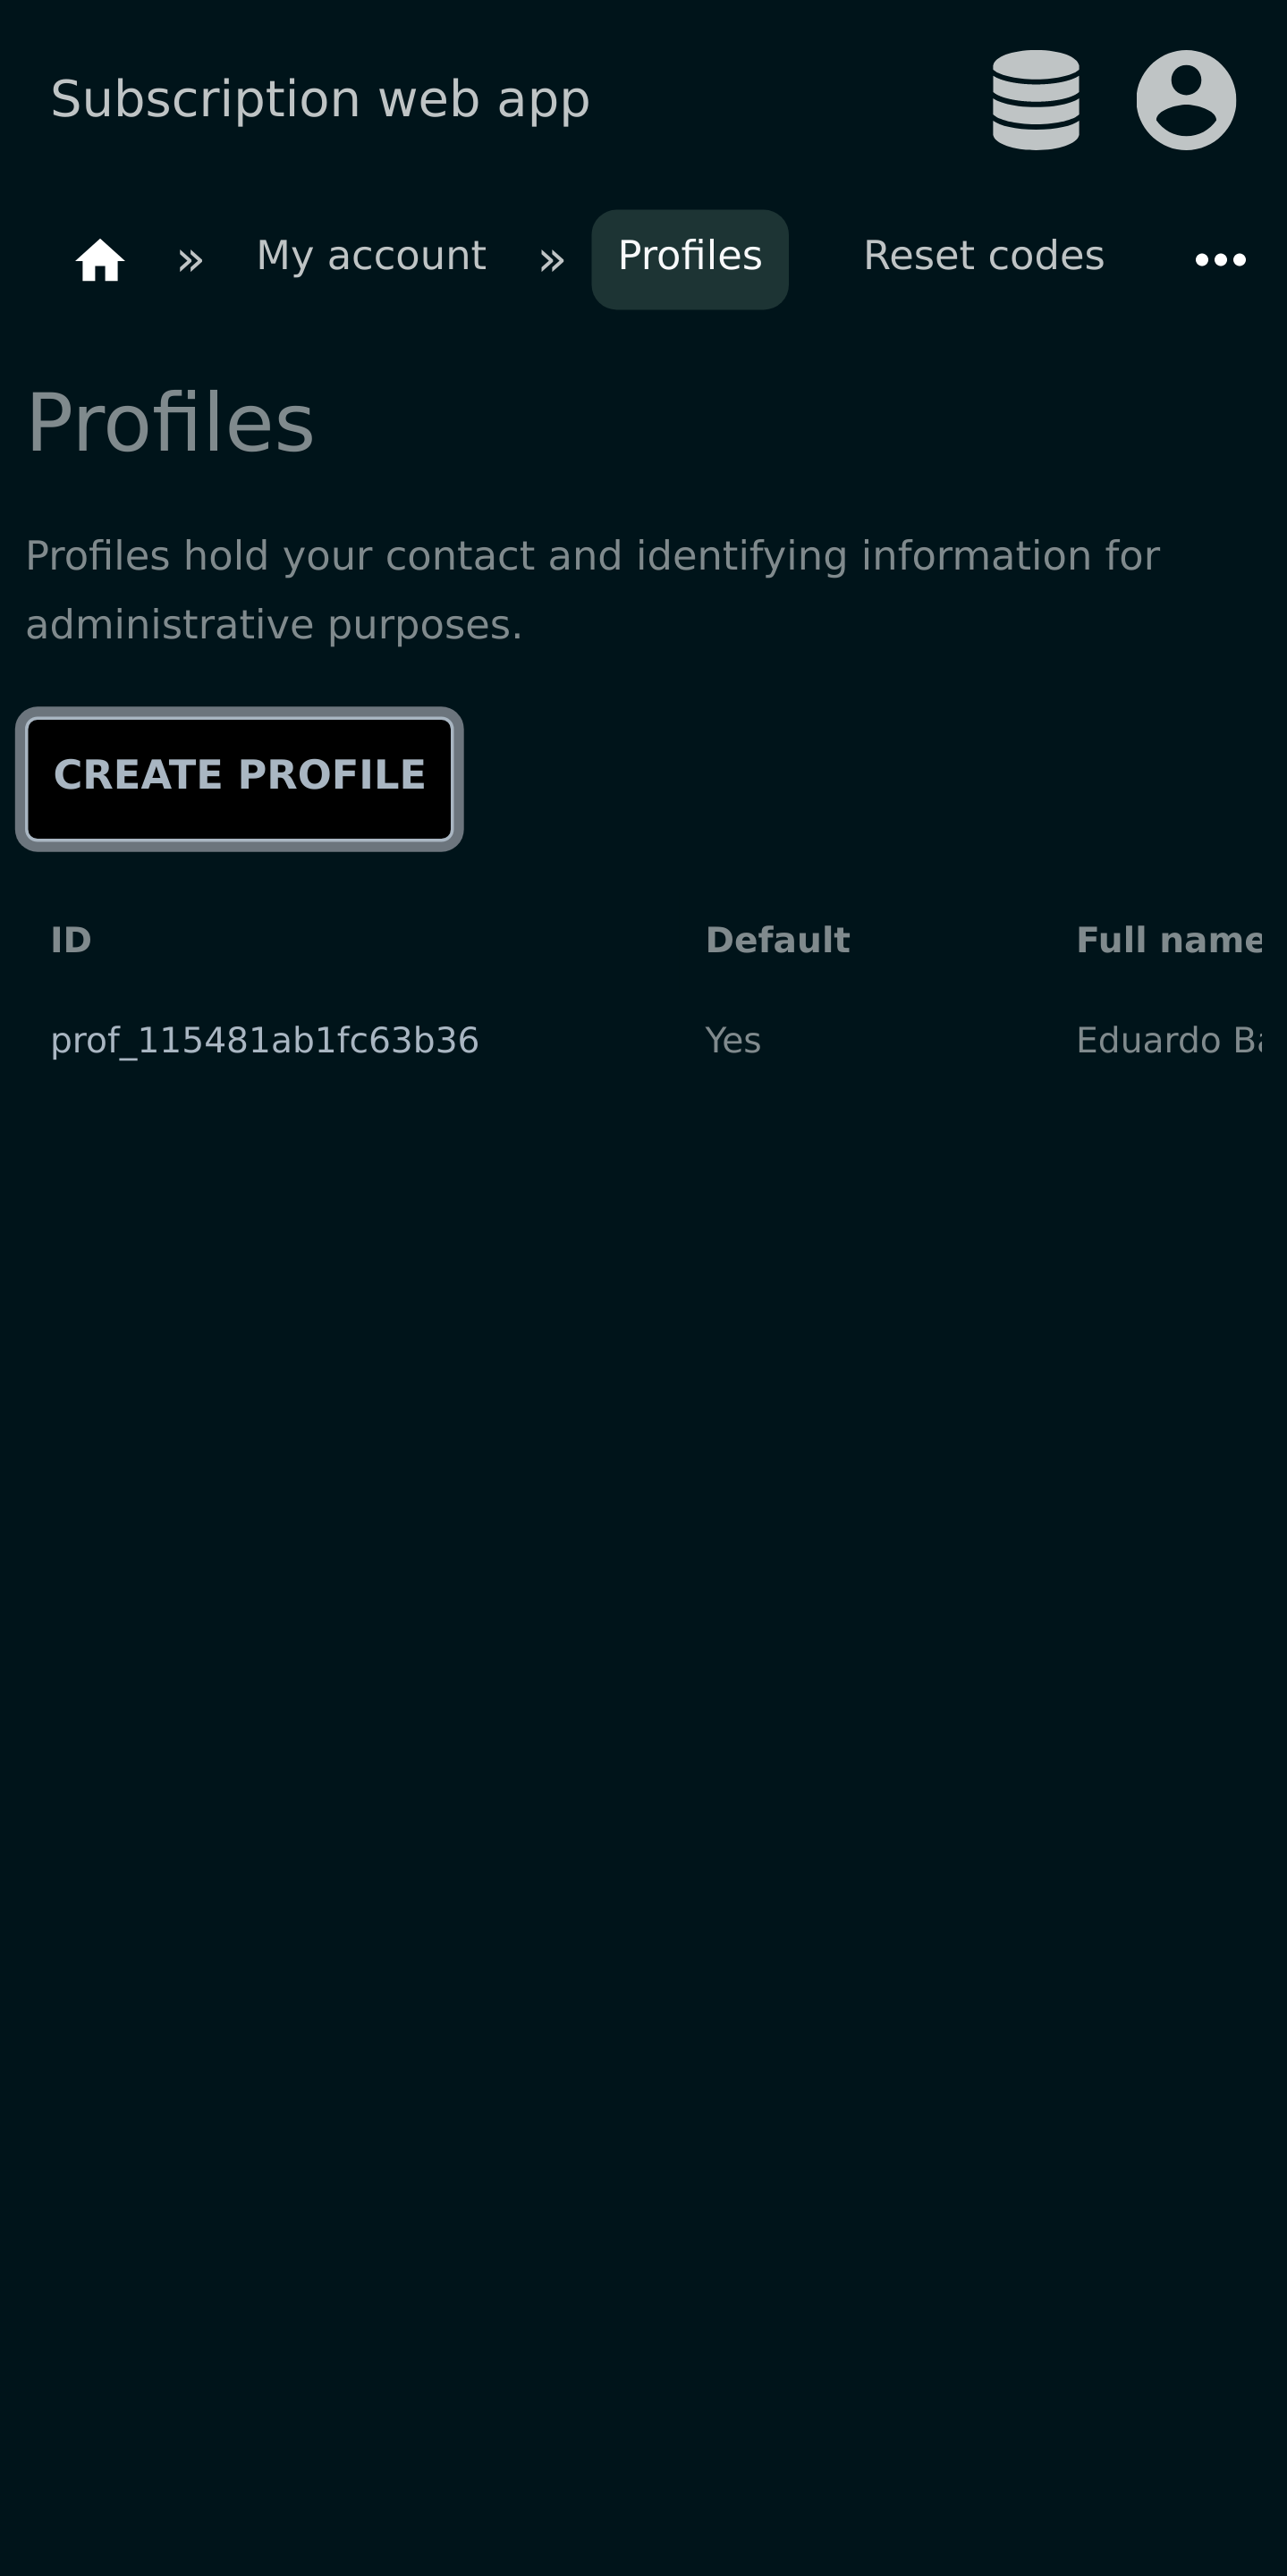 Subscription web app
» My account » Profiles Reset codes
Profiles
Profiles hold your contact and identifying information for
administrative purposes.
CREATE PROFILE
ID Default Full name
prof_115481ab1fc63b36 Yes Eduardo